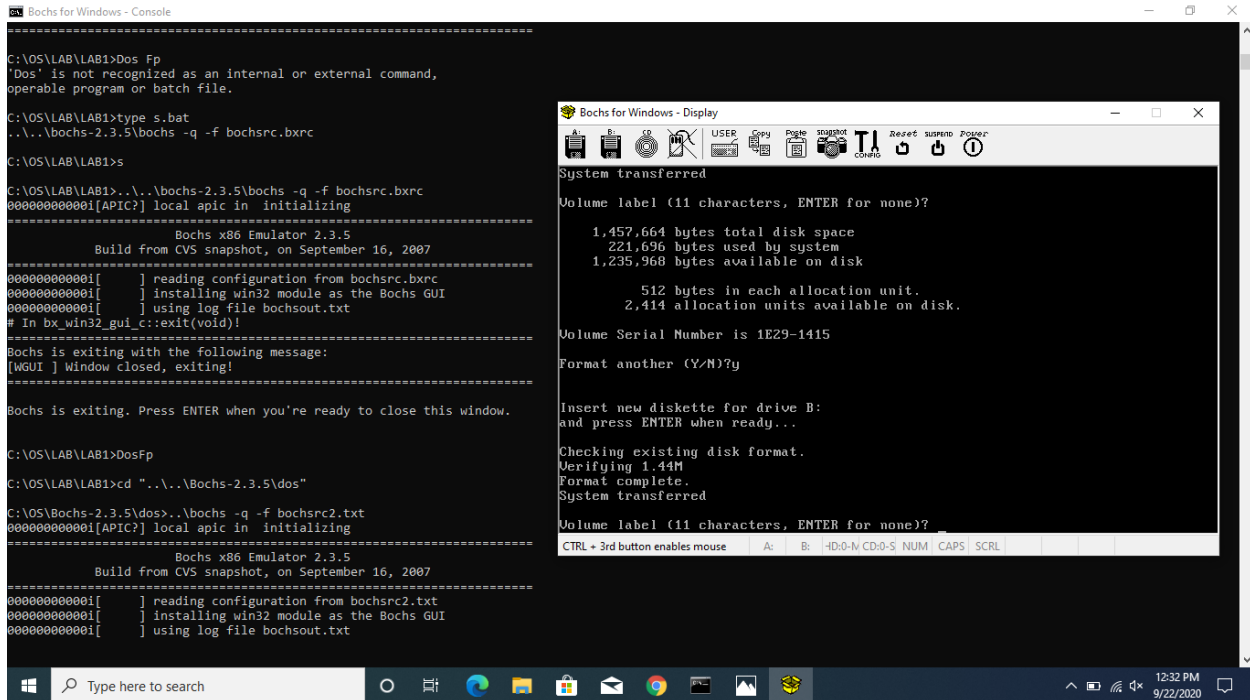 Bochs for Windows - Console
==========================================================================
C:\OS\LAB\LAB1>Dos Fp
'Dos' is not recognized as an internal or external command,
operable program or batch file.
C:\OS\LAB\LAB1>type s.bat
..\..\bochs-2.3.5\bochs -q -f bochsrc.bxrc
C:\OS\LAB\LAB1>s
C:\OS\LAB\LAB1>..\..\bochs-2.3.5\bochs -q -f bochsrc.bxrc
00000000000i[APIC?] local apic in  initializing
========================================================================
Bochs x86 Emulator 2.3.5
Build from CVS snapshot, on September 16, 2007
========================================================================
00000000000i[     ] reading configuration from bochsrc.bxrc
00000000000i[     ] installing win32 module as the Bochs GUI
00000000000i[     ] using log file bochsout.txt
# In bx_win32_gui_c::exit(void)!
========================================================================
Bochs is exiting with the following message:
[WGUI ] Window closed, exiting!
========================================================================
Bochs is exiting. Press ENTER when you're ready to close this window.
C:\OS\LAB\LAB1>DosFp
C:\OS\LAB\LAB1>cd "..\..\Bochs-2.3.5\dos"
C:\OS\Bochs-2.3.5\dos>..\bochs -q -f bochsrc2.txt
00000000000i[APIC?] local apic in  initializing
========================================================================
Bochs x86 Emulator 2.3.5
Build from CVS snapshot, on September 16, 2007
========================================================================
00000000000i[     ] reading configuration from bochsrc2.txt
00000000000i[     ] installing win32 module as the Bochs GUI
00000000000i[     ] using log file bochsout.txt
Bochs for Windows - Display
A: B: CD USER Copy Paste snapshot CONFIG Reset SUSPEND Power
System transferred
Volume label (11 characters, ENTER for none)?
1,457,664 bytes total disk space
221,696 bytes used by system
1,235,968 bytes available on disk
512 bytes in each allocation unit.
2,414 allocation units available on disk.
Volume Serial Number is 1E29-1415
Format another (Y/N)?y
Insert new diskette for drive B:
and press ENTER when ready...
Checking existing disk format.
Verifying 1.44M
Format complete.
System transferred
Volume label (11 characters, ENTER for none)? _
CTRL + 3rd button enables mouse A: B: HD:0-M CD:0-S NUM CAPS SCRL
Type here to search
12:32 PM
9/22/2020